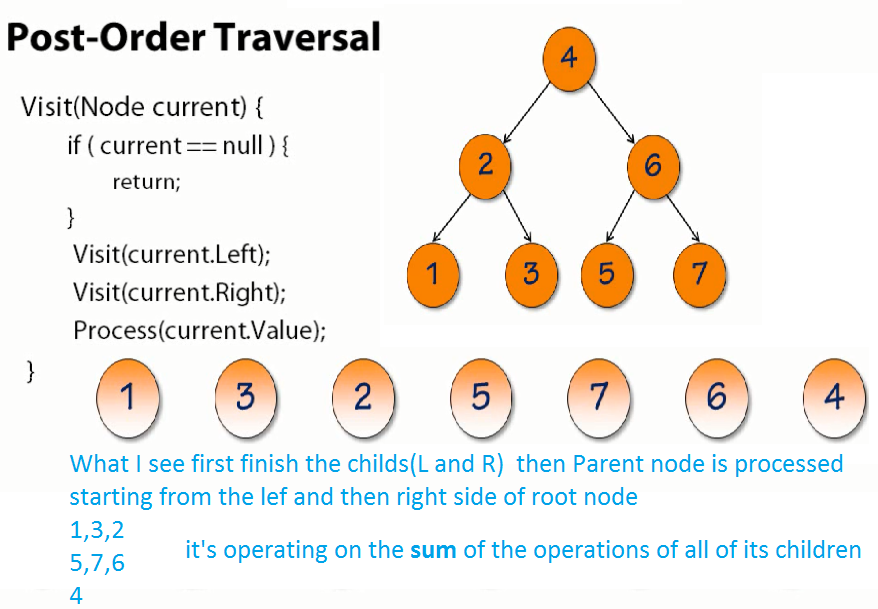 Post-Order Traversal
Visit(Node current) {
if ( current == null ) {
return;
}
Visit(current.Left);
Visit(current.Right);
Process(current.Value);
}
4
2 6
1 3 5 7
1 3 2 5 7 6 4
What I see first finish the childs(L and R) then Parent node is processed
starting from the lef and then right side of root node
1,3,2
5,7,6
4
it's operating on the sum of the operations of all of its children